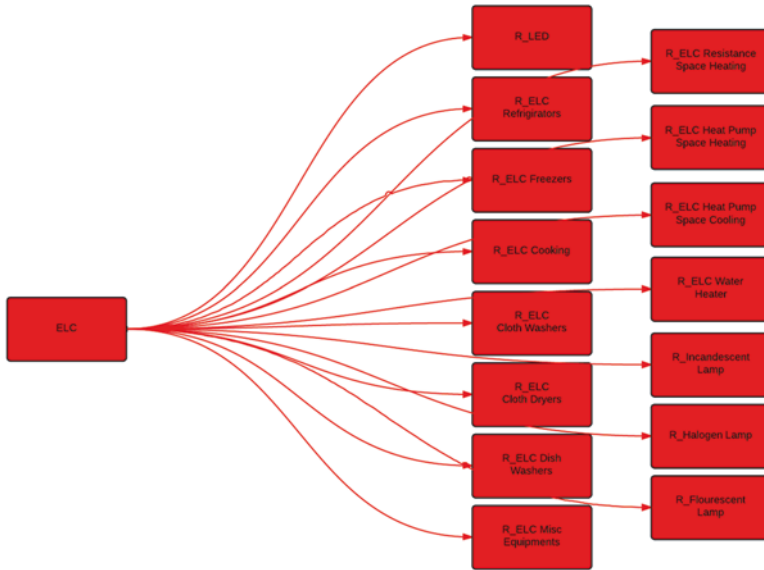 ELC
R_LED
R_ELC
Refrigirators
R_ELC Freezers
R_ELC Cooking
R_ELC
Cloth Washers
R_ELC
Cloth Dryers
R_ELC Dish
Washers
R_ELC Misc
Equipments
R_ELC Resistance
Space Heating
R_ELC Heat Pump
Space Heating
R_ELC Heat Pump
Space Cooling
R_ELC Water
Heater
R_Incandescent
Lamp
R_Halogen Lamp
R_Flourescent
Lamp